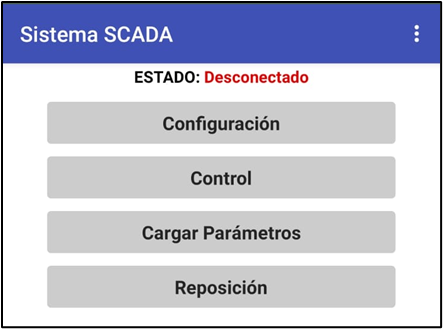 Sistema SCADA
ESTADO: Desconectado
Configuración
Control
Cargar Parámetros
Reposición